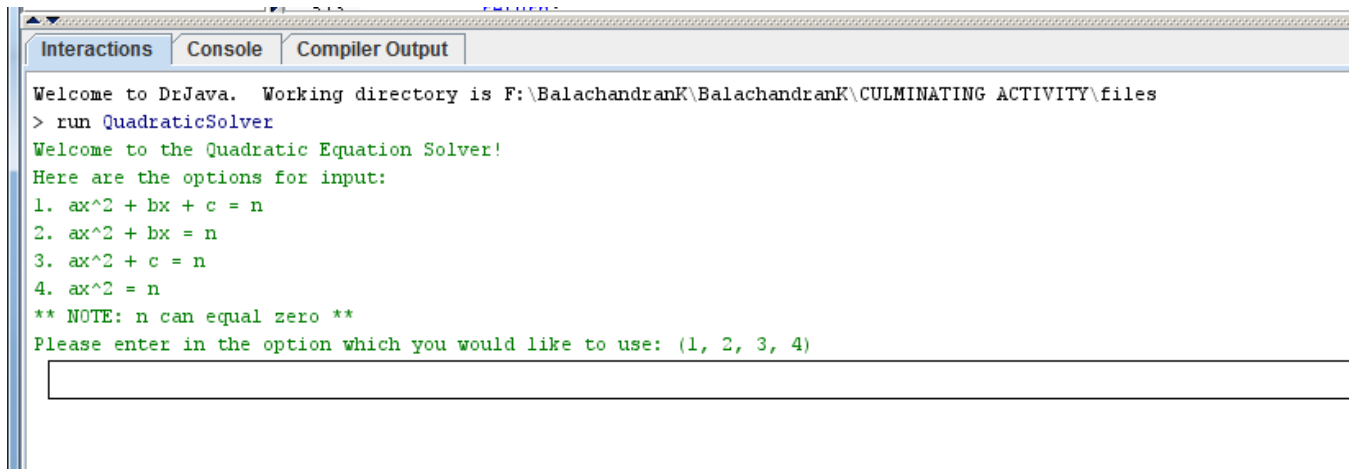 Interactions Console Compiler Output
Welcome to DrJava.  Working directory is F:\BalachandranK\BalachandranK\CULMINATING ACTIVITY\files
> run QuadraticSolver
Welcome to the Quadratic Equation Solver!
Here are the options for input:
1. ax^2 + bx + c = n
2. ax^2 + bx = n
3. ax^2 + c = n
4. ax^2 = n
** NOTE: n can equal zero **
Please enter in the option which you would like to use: (1, 2, 3, 4)